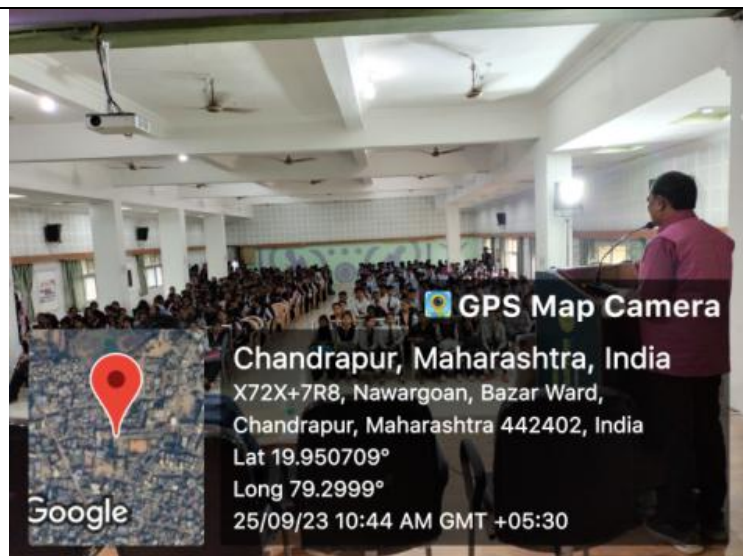 GPS Map Camera
Chandrapur, Maharashtra, India
X72X+7R8, Nawargoan, Bazar Ward,
Chandrapur, Maharashtra 442402, India
Lat 19.950709°
Long 79.2999°
25/09/23 10:44 AM GMT +05:30
Google